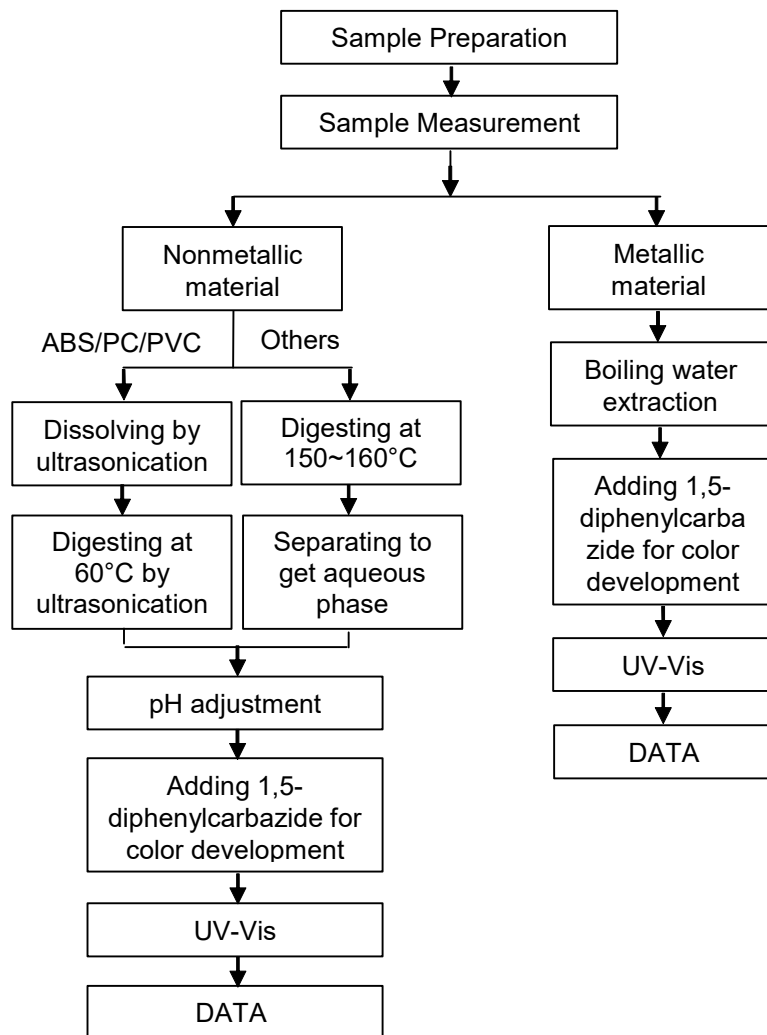 Sample Preparation
Sample Measurement
Nonmetallic
material
ABS/PC/PVC
Others
Dissolving by
ultrasonication
Digesting at
150~160°C
Digesting at
60°C by
ultrasonication
Separating to
get aqueous
phase
pH adjustment
Adding 1,5-
diphenylcarbazide for
color development
UV-Vis
DATA
Metallic
material
Boiling water
extraction
Adding 1,5-
diphenylcarba
zide for color
development
UV-Vis
DATA